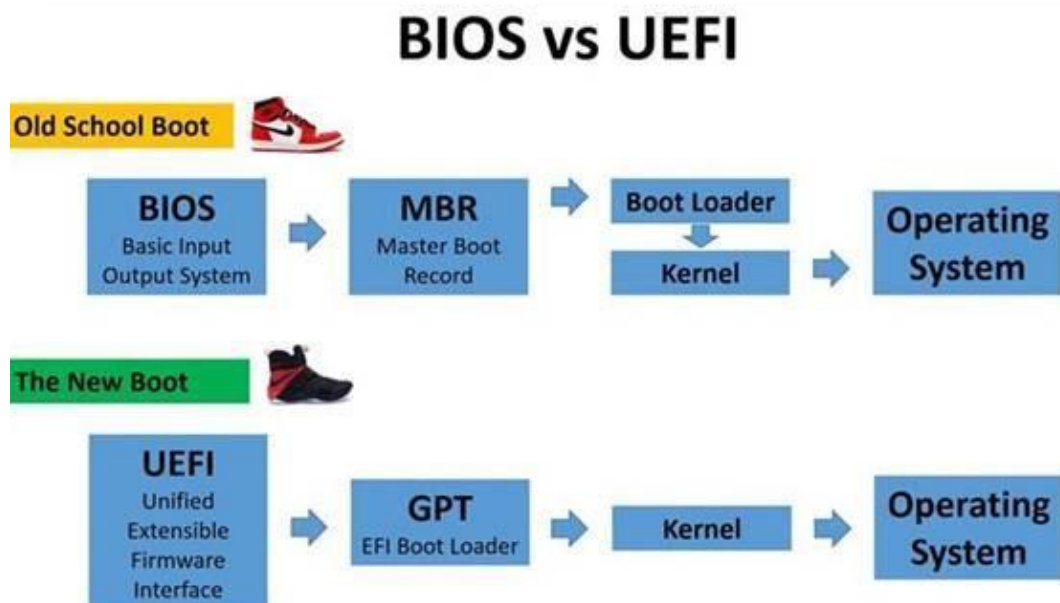 BIOS vs UEFI
Old School Boot
BIOS
Basic Input
Output System
MBR
Master Boot
Record
Boot Loader
Kernel
Operating
System
The New Boot
UEFI
Unified
Extensible
Firmware
Interface
GPT
EFI Boot Loader
Kernel
Operating
System